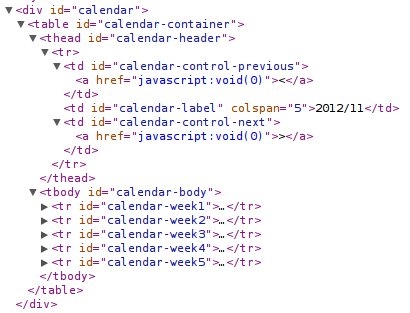 ▼<div id="calendar">
▼<table id="calendar-container">
▼<thead id="calendar-header">
▼<tr>
▼<td id="calendar-control-previous">
<a href="javascript:void(0)"><</a>
</td>
<td id="calendar-label" colspan="5">2012/11</td>
▼<td id="calendar-control-next">
<a href="javascript:void(0)">></a>
</td>
</tr>
</thead>
▼<tbody id="calendar-body">
▶<tr id="calendar-week1">…</tr>
▶<tr id="calendar-week2">…</tr>
▶<tr id="calendar-week3">…</tr>
▶<tr id="calendar-week4">…</tr>
▶<tr id="calendar-week5">…</tr>
</tbody>
</table>
</div>